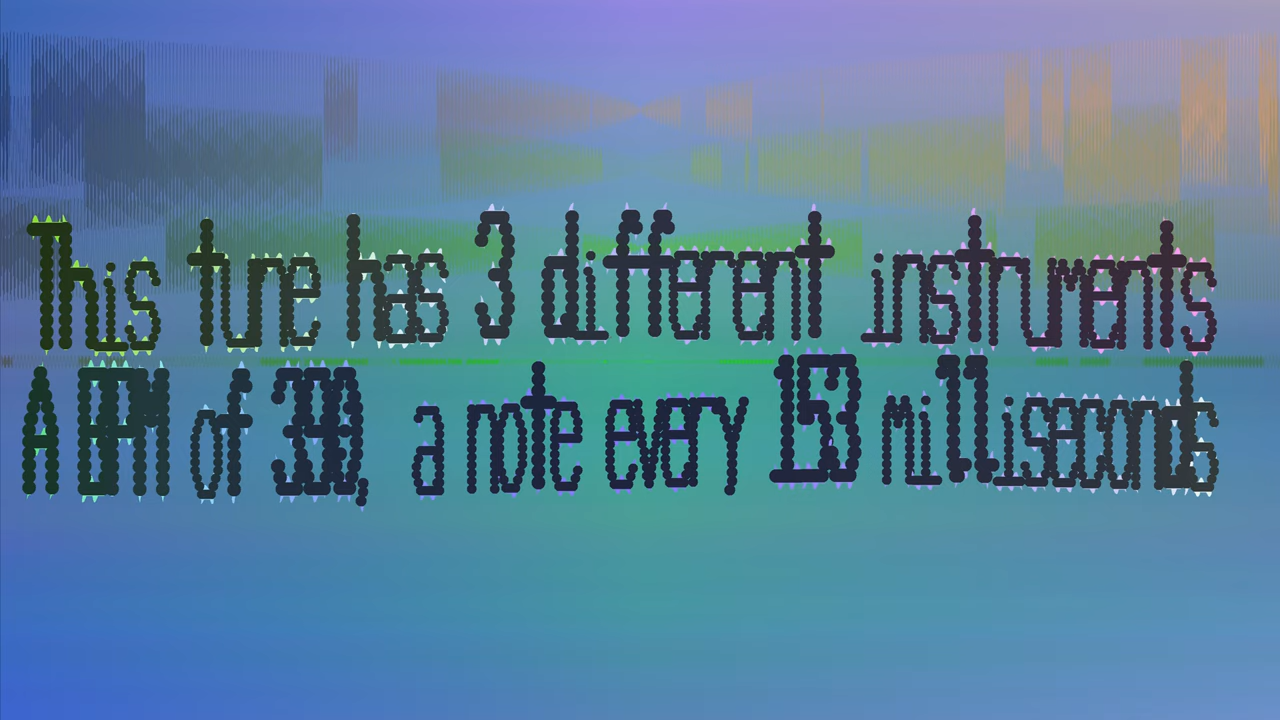 This tune has 3 different instruments
A BPM of 390, a note every 153 milliseconds